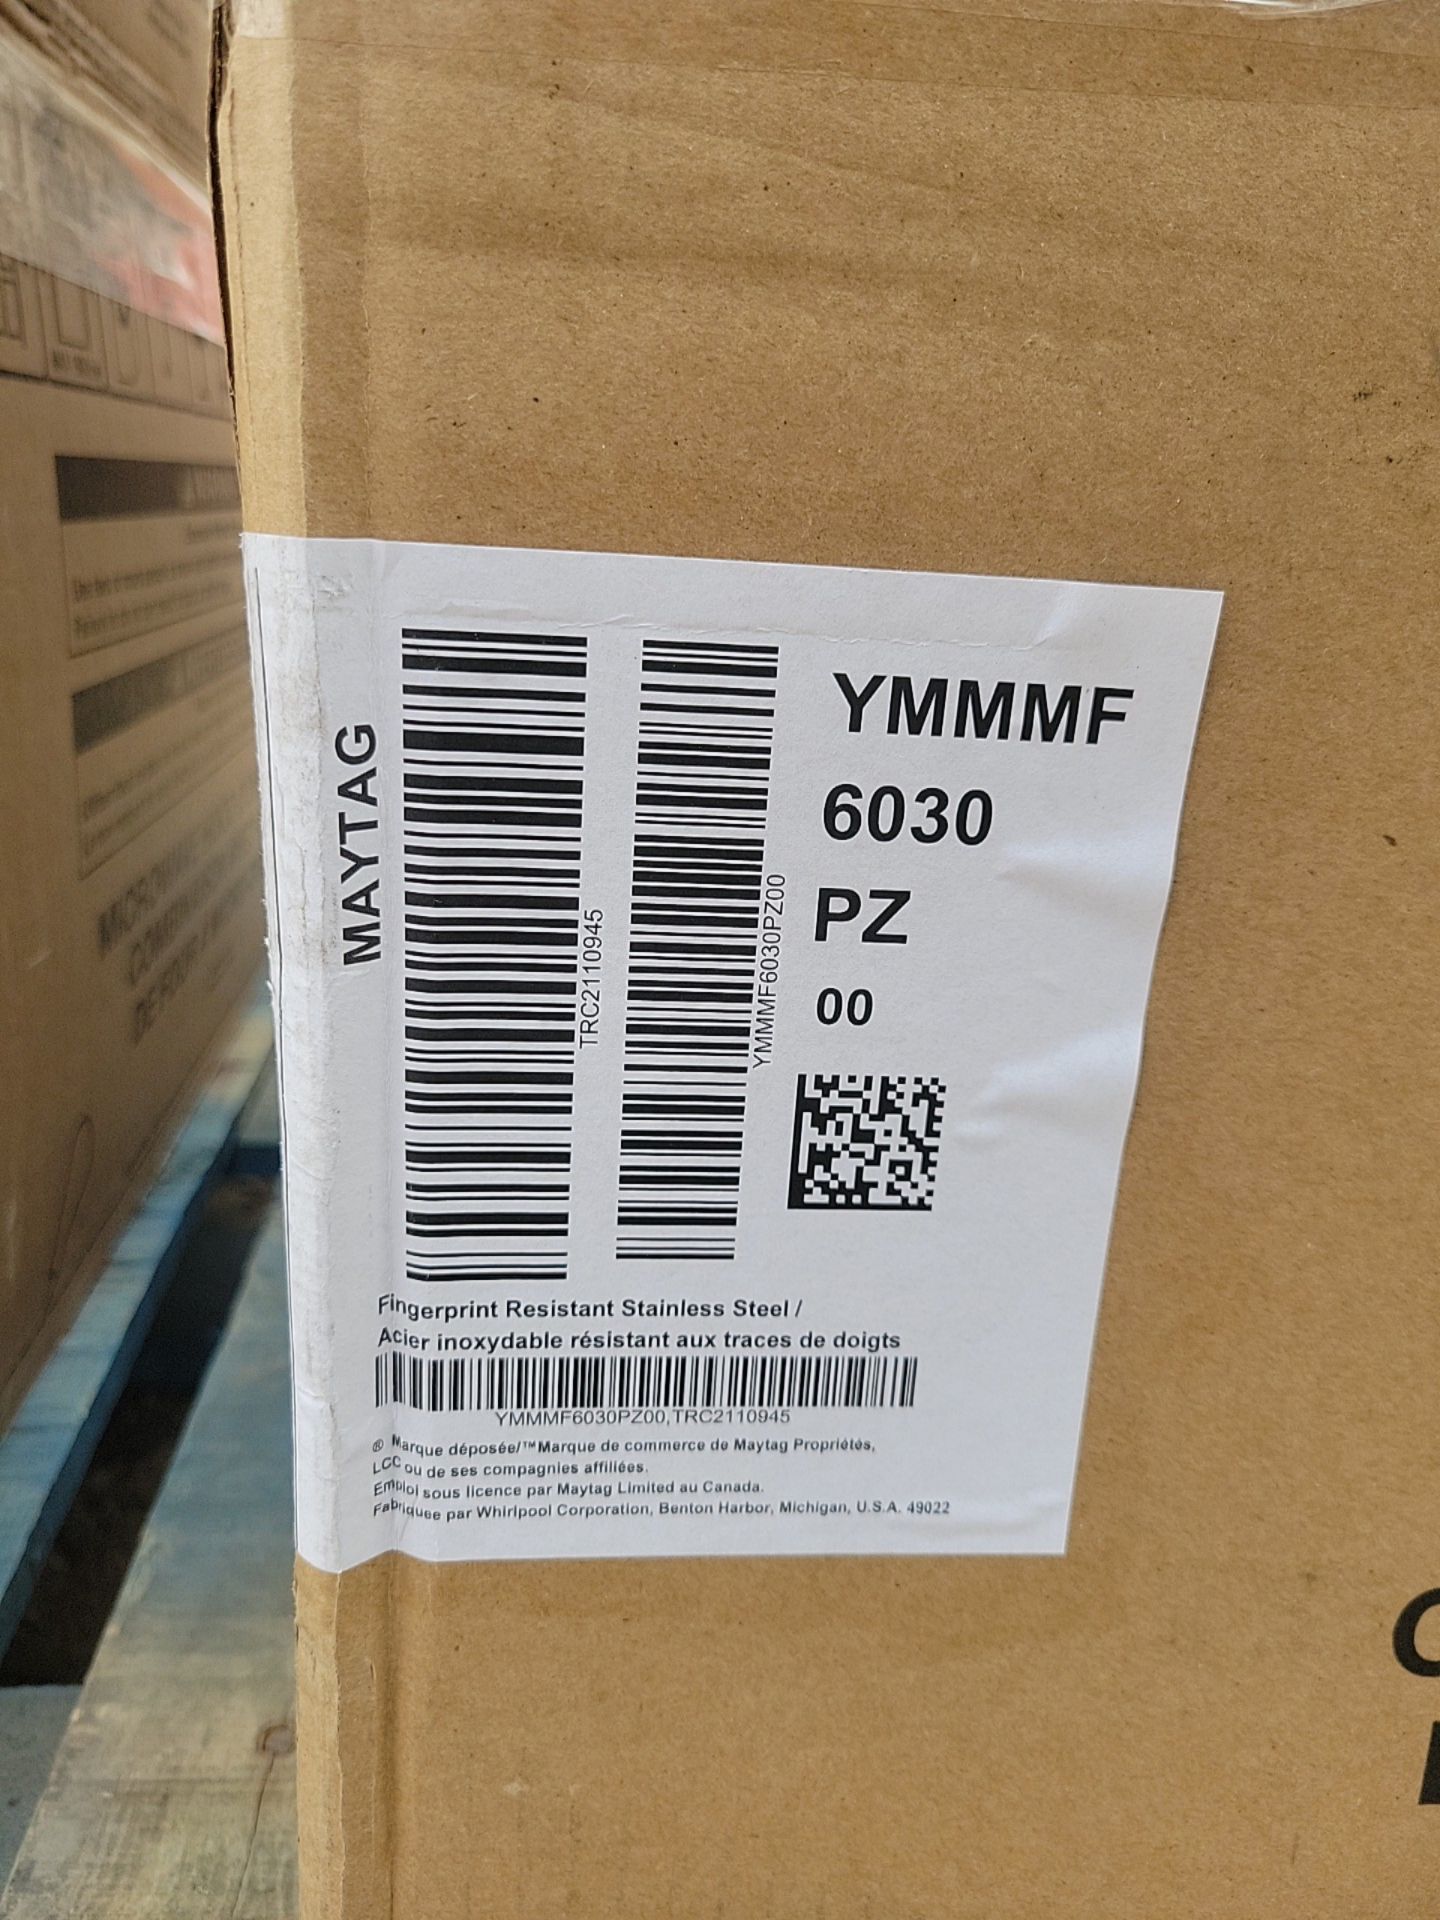 MAYTAG
TRC2110945
YMMMF6030PZ00
YMMMF
6030
PZ
00
Fingerprint Resistant Stainless Steel /
Acier inoxydable résistant aux traces de doigts
YMMMF6030PZ00,TRC2110945
® Marque déposée/™Marque de commerce de Maytag Propriétés,
LCC ou de ses compagnies affiliées.
Emploi sous licence par Maytag Limited au Canada.
Fabriquee par Whirlpool Corporation, Benton Harbor, Michigan, U.S.A. 49022